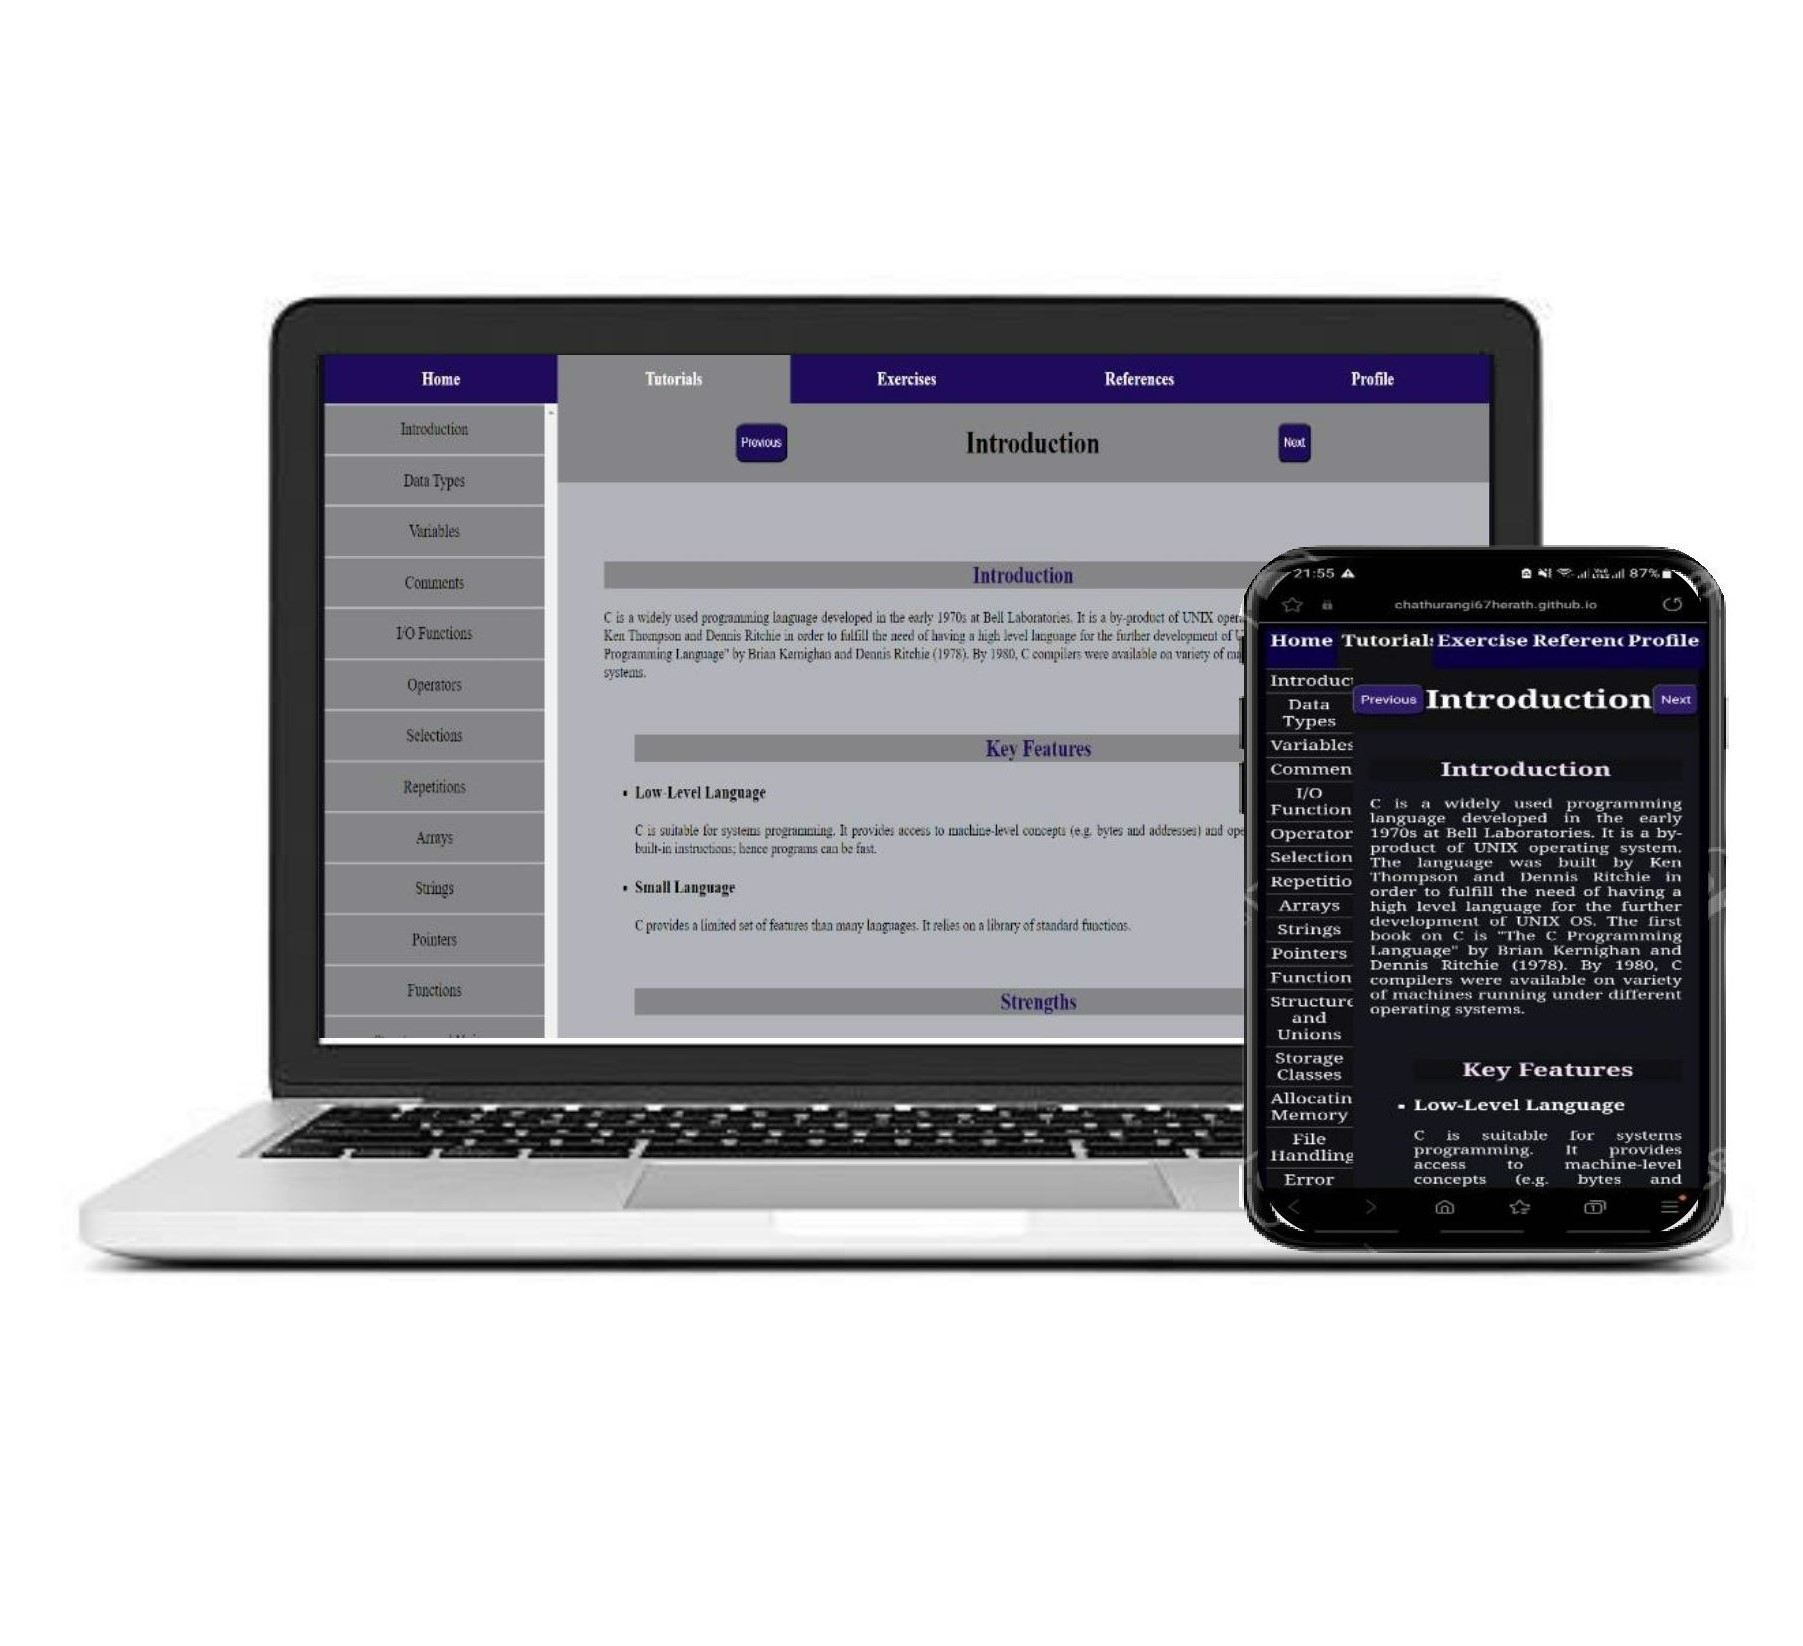 Home Tutorials Exercises References Profile
Introduction
Data Types
Variables
Comments
I/O Functions
Operators
Selections
Repetitions
Arrays
Strings
Pointers
Functions
Previous Introduction Next
Introduction
C is a widely used programming language developed in the early 1970s at Bell Laboratories. It is a by-product of UNIX opera
Ken Thompson and Dennis Ritchie in order to fulfill the need of having a high level language for the further development of U
Programming Language" by Brian Kernighan and Dennis Ritchie (1978). By 1980, C compilers were available on variety of ma
systems.
Key Features
▪ Low-Level Language
C is suitable for systems programming. It provides access to machine-level concepts (e.g. bytes and addresses) and ope
built-in instructions; hence programs can be fast.
▪ Small Language
C provides a limited set of features than many languages. It relies on a library of standard functions.
Strengths
21:55 87%
chathurangi67herath.github.io
Home Tutorials Exercise Referenc Profile
Introduc
Data
Types
Variables
Commen
I/O
Function
Operator
Selection
Repetitio
Arrays
Strings
Pointers
Function
Structure
and
Unions
Storage
Classes
Allocatin
Memory
File
Handling
Error
Previous Introduction Next
Introduction
C is a widely used programming
language developed in the early
1970s at Bell Laboratories. It is a by-
product of UNIX operating system.
The language was built by Ken
Thompson and Dennis Ritchie in
order to fulfill the need of having a
high level language for the further
development of UNIX OS. The first
book on C is "The C Programming
Language" by Brian Kernighan and
Dennis Ritchie (1978). By 1980, C
compilers were available on variety
of machines running under different
operating systems.
Key Features
▪ Low-Level Language
C is suitable for systems
programming. It provides
access to machine-level
concepts (e.g. bytes and
1